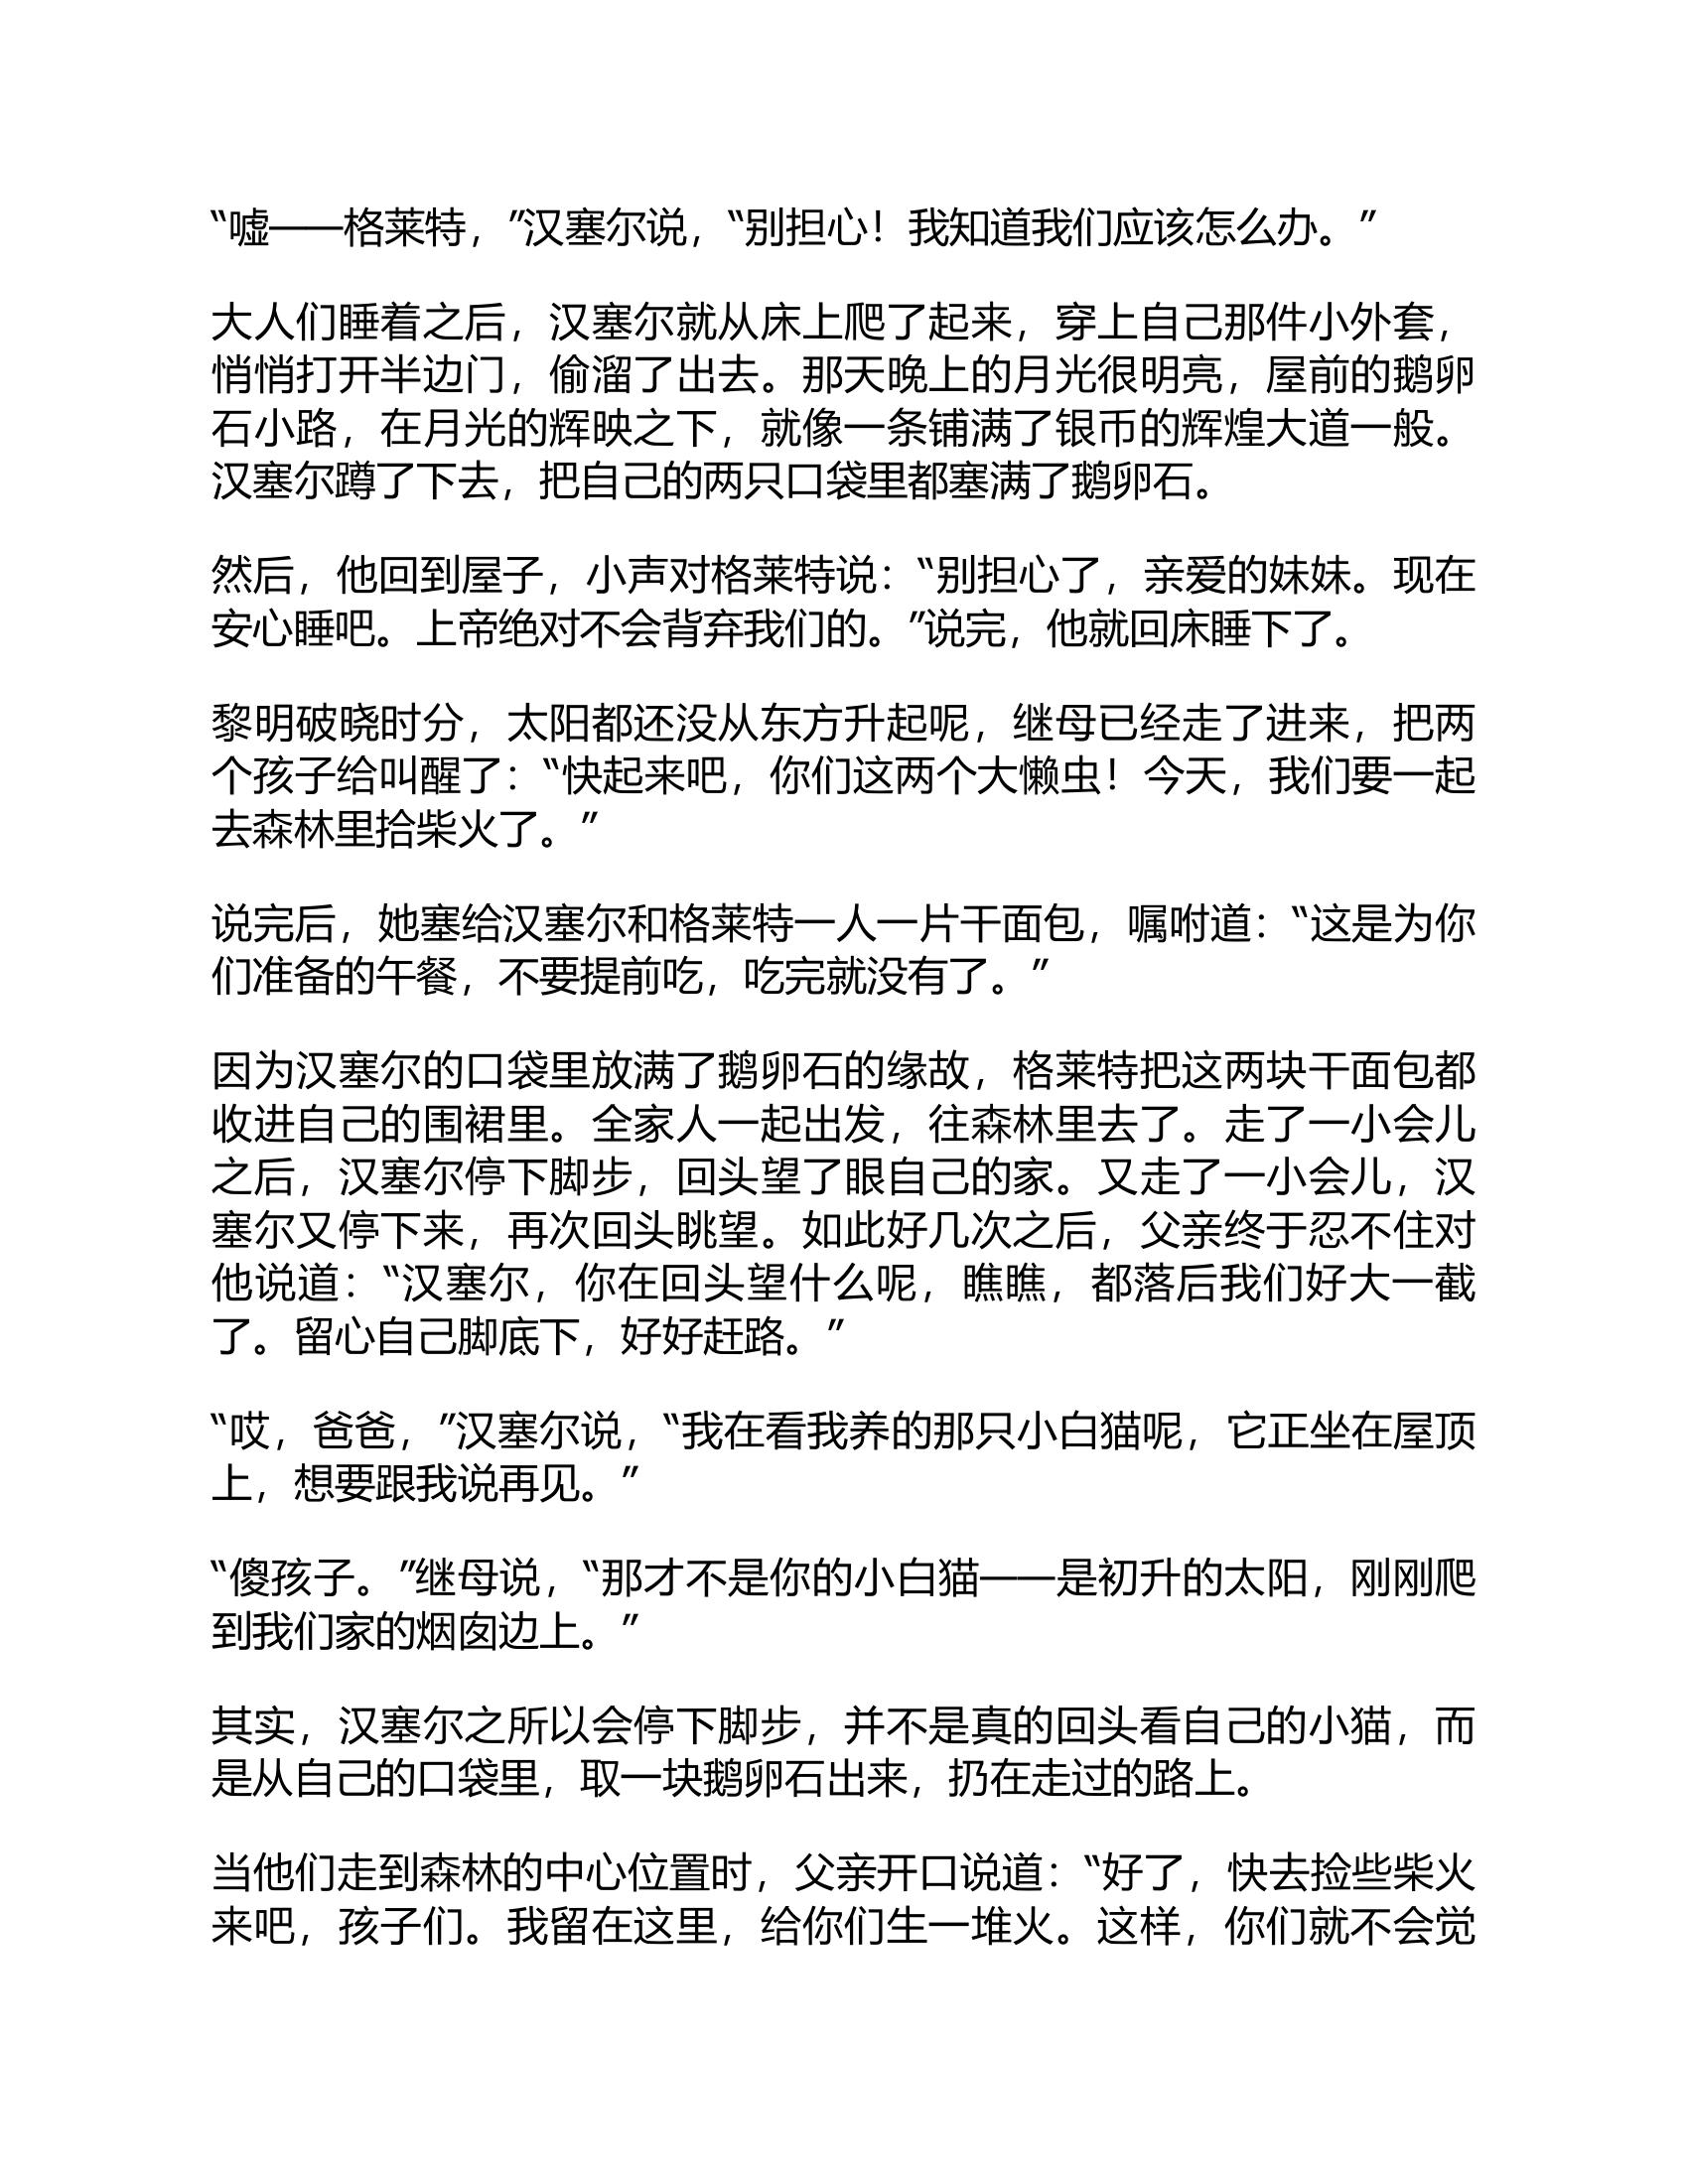 “嘘——格莱特，”汉塞尔说，“别担心！我知道我们应该怎么办。”
大人们睡着之后，汉塞尔就从床上爬了起来，穿上自己那件小外套，
悄悄打开半边门，偷溜了出去。那天晚上的月光很明亮，屋前的鹅卵
石小路，在月光的辉映之下，就像一条铺满了银币的辉煌大道一般。
汉塞尔蹲了下去，把自己的两只口袋里都塞满了鹅卵石。
然后，他回到屋子，小声对格莱特说：“别担心了，亲爱的妹妹。现在
安心睡吧。上帝绝对不会背弃我们的。”说完，他就回床睡下了。
黎明破晓时分，太阳都还没从东方升起呢，继母已经走了进来，把两
个孩子给叫醒了：“快起来吧，你们这两个大懒虫！今天，我们要一起
去森林里拾柴火了。”
说完后，她塞给汉塞尔和格莱特一人一片干面包，嘱咐道：“这是为你
们准备的午餐，不要提前吃，吃完就没有了。”
因为汉塞尔的口袋里放满了鹅卵石的缘故，格莱特把这两块干面包都
收进自己的围裙里。全家人一起出发，往森林里去了。走了一小会儿
之后，汉塞尔停下脚步，回头望了眼自己的家。又走了一小会儿，汉
塞尔又停下来，再次回头眺望。如此好几次之后，父亲终于忍不住对
他说道：“汉塞尔，你在回头望什么呢，瞧瞧，都落后我们好大一截
了。留心自己脚底下，好好赶路。”
“哎，爸爸，”汉塞尔说，“我在看我养的那只小白猫呢，它正坐在屋顶
上，想要跟我说再见。”
“傻孩子。”继母说，“那才不是你的小白猫——是初升的太阳，刚刚爬
到我们家的烟囱边上。”
其实，汉塞尔之所以会停下脚步，并不是真的回头看自己的小猫，而
是从自己的口袋里，取一块鹅卵石出来，扔在走过的路上。
当他们走到森林的中心位置时，父亲开口说道：“好了，快去捡些柴火
来吧，孩子们。我留在这里，给你们生一堆火。这样，你们就不会觉